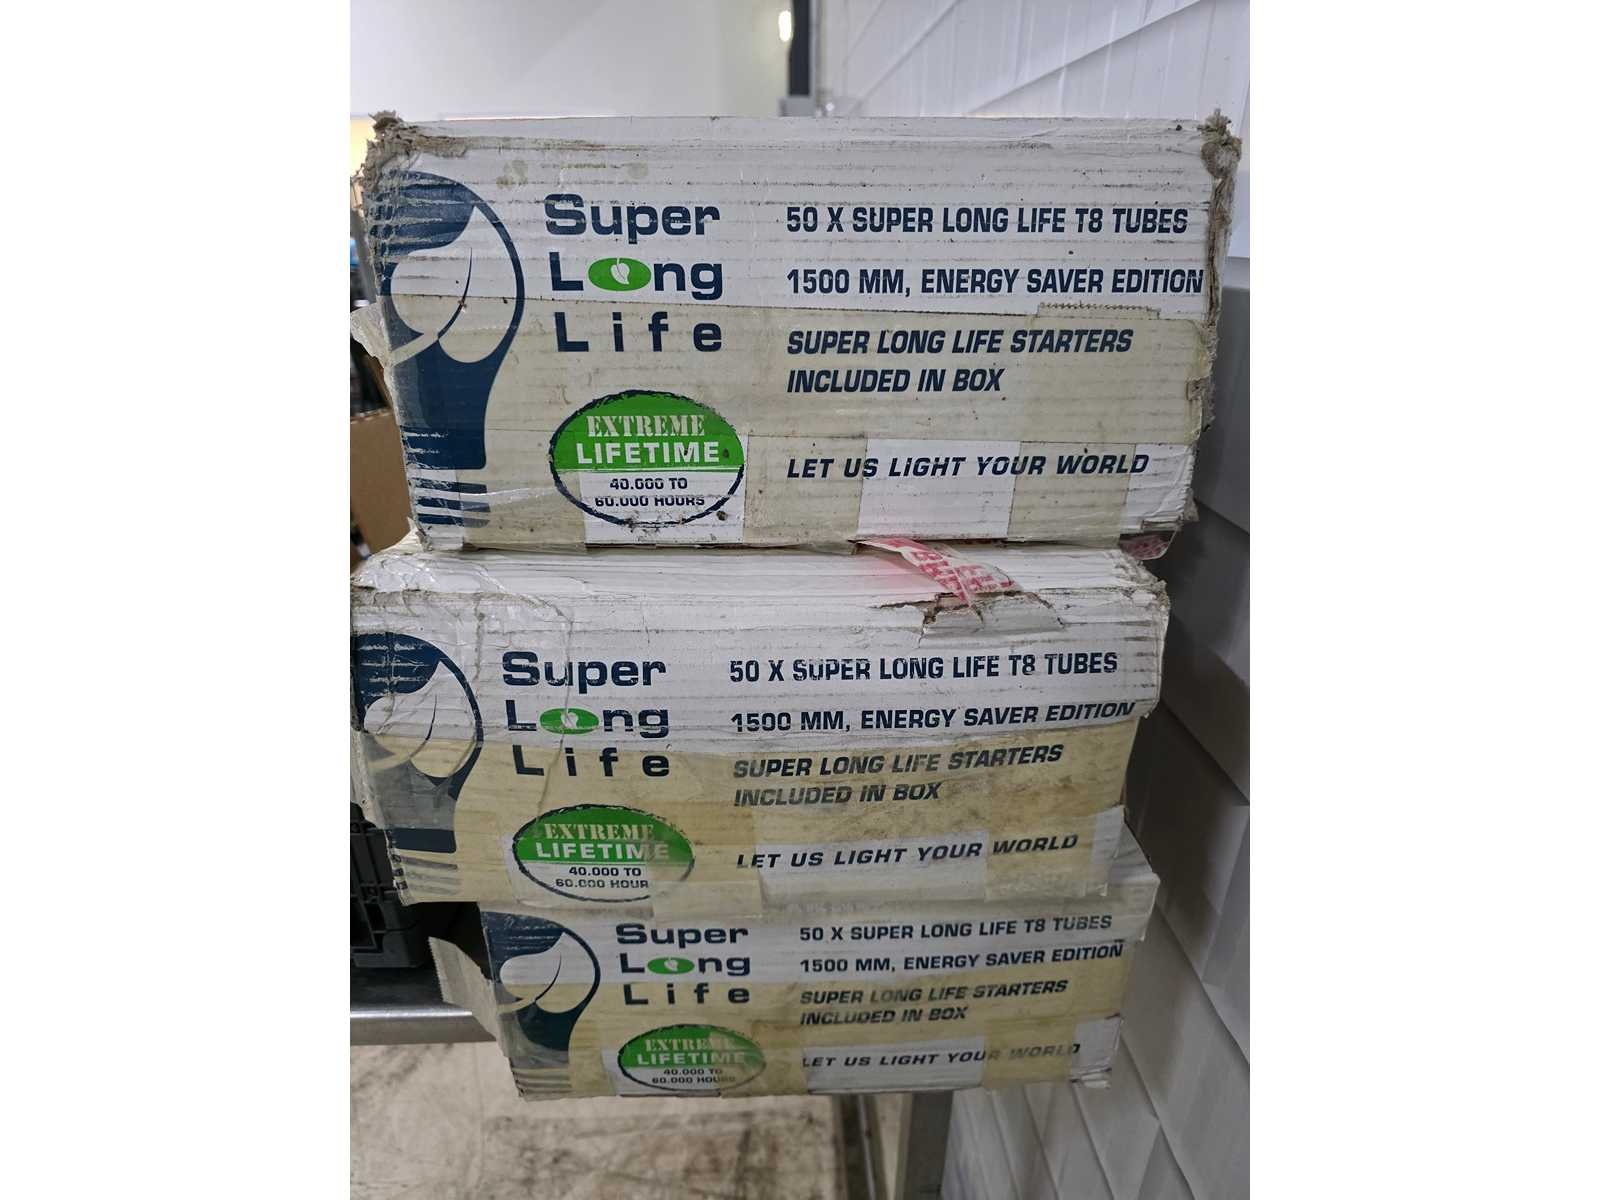 Super
Long
Life
EXTREME
LIFETIME
40.000 TO
60.000 HOURS
50 X SUPER LONG LIFE T8 TUBES
1500 MM, ENERGY SAVER EDITION
SUPER LONG LIFE STARTERS
INCLUDED IN BOX
LET US LIGHT YOUR WORLD
Super
Long
Life
EXTREME
LIFETIME
40.000 TO
60.000 HOUR
50 X SUPER LONG LIFE T8 TUBES
1500 MM, ENERGY SAVER EDITION
SUPER LONG LIFE STARTERS
INCLUDED IN BOX
LET US LIGHT YOUR WORLD
Super
Long
Life
EXTREME
LIFETIME
40.000 TO
60.000 HOURS
50 X SUPER LONG LIFE T8 TUBES
1500 MM, ENERGY SAVER EDITION
SUPER LONG LIFE STARTERS
INCLUDED IN BOX
LET US LIGHT YOUR WORLD